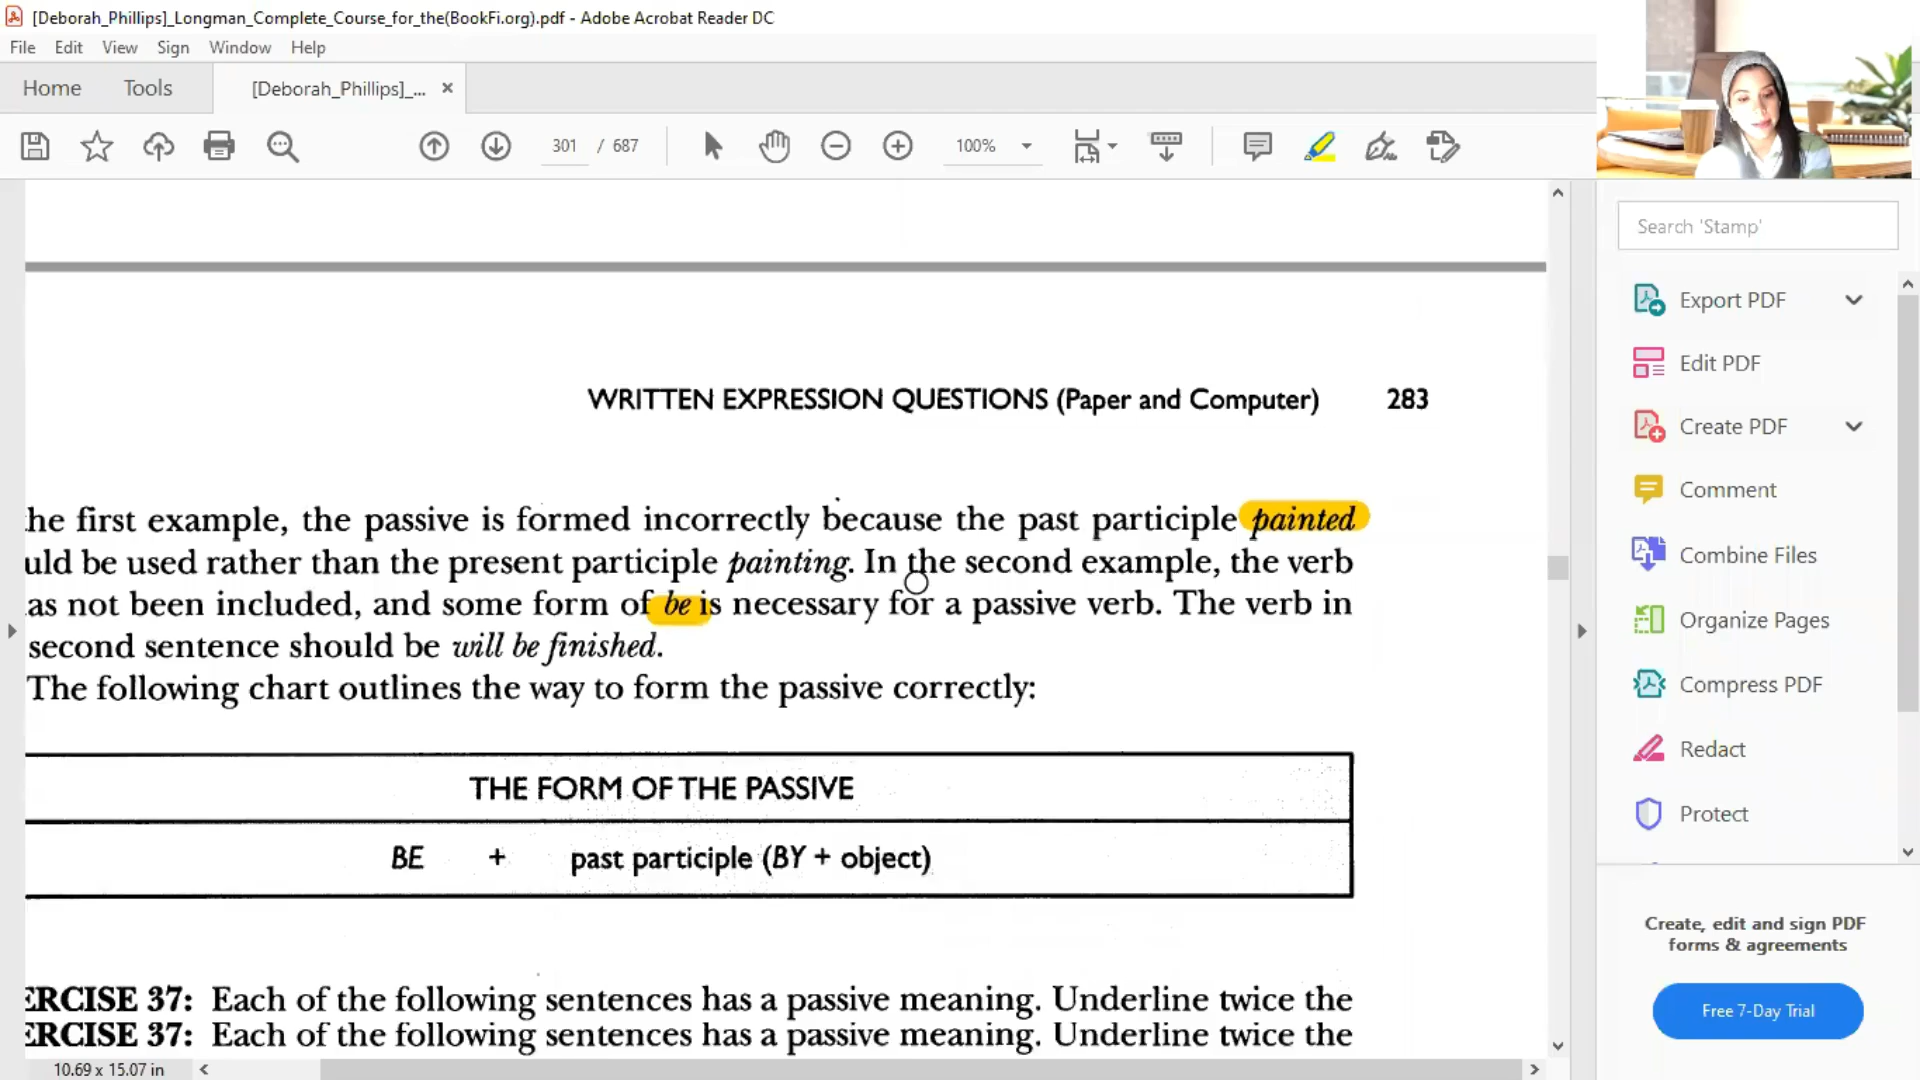 [Deborah_Phillips]_Longman_Complete_Course_for_the(BookFi.org).pdf - Adobe Acrobat Reader DC
File Edit View Sign Window Help
Home Tools [Deborah_Phillips]_... ×
301 / 687 100%
Search 'Stamp'
Export PDF
Edit PDF
Create PDF
Comment
Combine Files
Organize Pages
Compress PDF
Redact
Protect
Create, edit and sign PDF
forms & agreements
Free 7-Day Trial
WRITTEN EXPRESSION QUESTIONS (Paper and Computer) 283
he first example, the passive is formed incorrectly because the past participle painted
uld be used rather than the present participle painting. In the second example, the verb
as not been included, and some form of be is necessary for a passive verb. The verb in
second sentence should be will be finished.
The following chart outlines the way to form the passive correctly:
THE FORM OF THE PASSIVE
BE + past participle (BY + object)
ERCISE 37: Each of the following sentences has a passive meaning. Underline twice the
ERCISE 37: Each of the following sentences has a passive meaning. Underline twice the
10.69 x 15.07 in